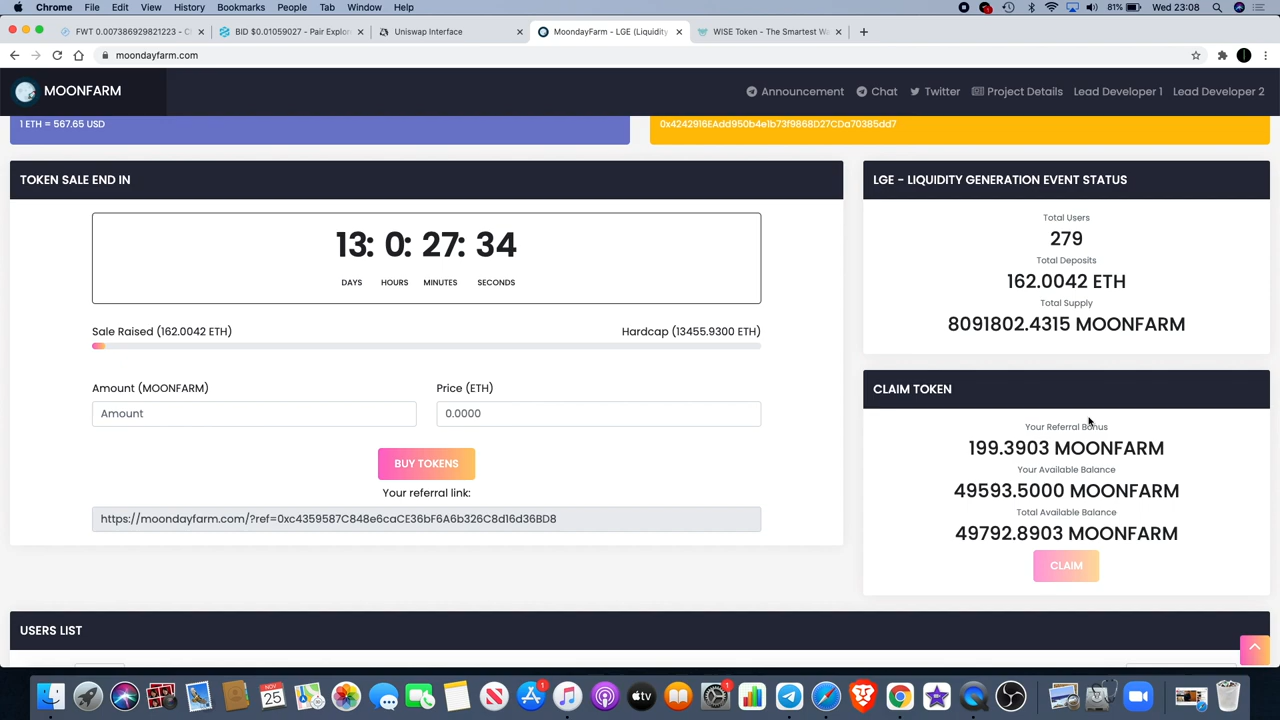 Chrome File Edit View History Bookmarks People Tab Window Help
81% Wed 23:08
FWT 0.007386929821223 - C
BID $0.01059027 - Pair Explor
Uniswap Interface
MoondayFarm - LGE (Liquidity
WISE Token - The Smartest W
moondayfarm.com
MOONFARM
Announcement Chat Twitter Project Details Lead Developer 1 Lead Developer 2
1 ETH = 567.65 USD
0x4242916EAdd950b4e1b73f9868D27CDa70385dd7
TOKEN SALE END IN
13: 0: 27: 34
DAYS HOURS MINUTES SECONDS
Sale Raised (162.0042 ETH)
Hardcap (13455.9300 ETH)
Amount (MOONFARM)
Price (ETH)
Amount
0.0000
BUY TOKENS
Your referral link:
https://moondayfarm.com/?ref=0xc4359587C848e6caCE36bF6A6b326C8d16d36BD8
LGE - LIQUIDITY GENERATION EVENT STATUS
Total Users
279
Total Deposits
162.0042 ETH
Total Supply
8091802.4315 MOONFARM
CLAIM TOKEN
Your Referral Bonus
199.3903 MOONFARM
Your Available Balance
49593.5000 MOONFARM
Total Available Balance
49792.8903 MOONFARM
CLAIM
USERS LIST
NOV
25
tv
1
1